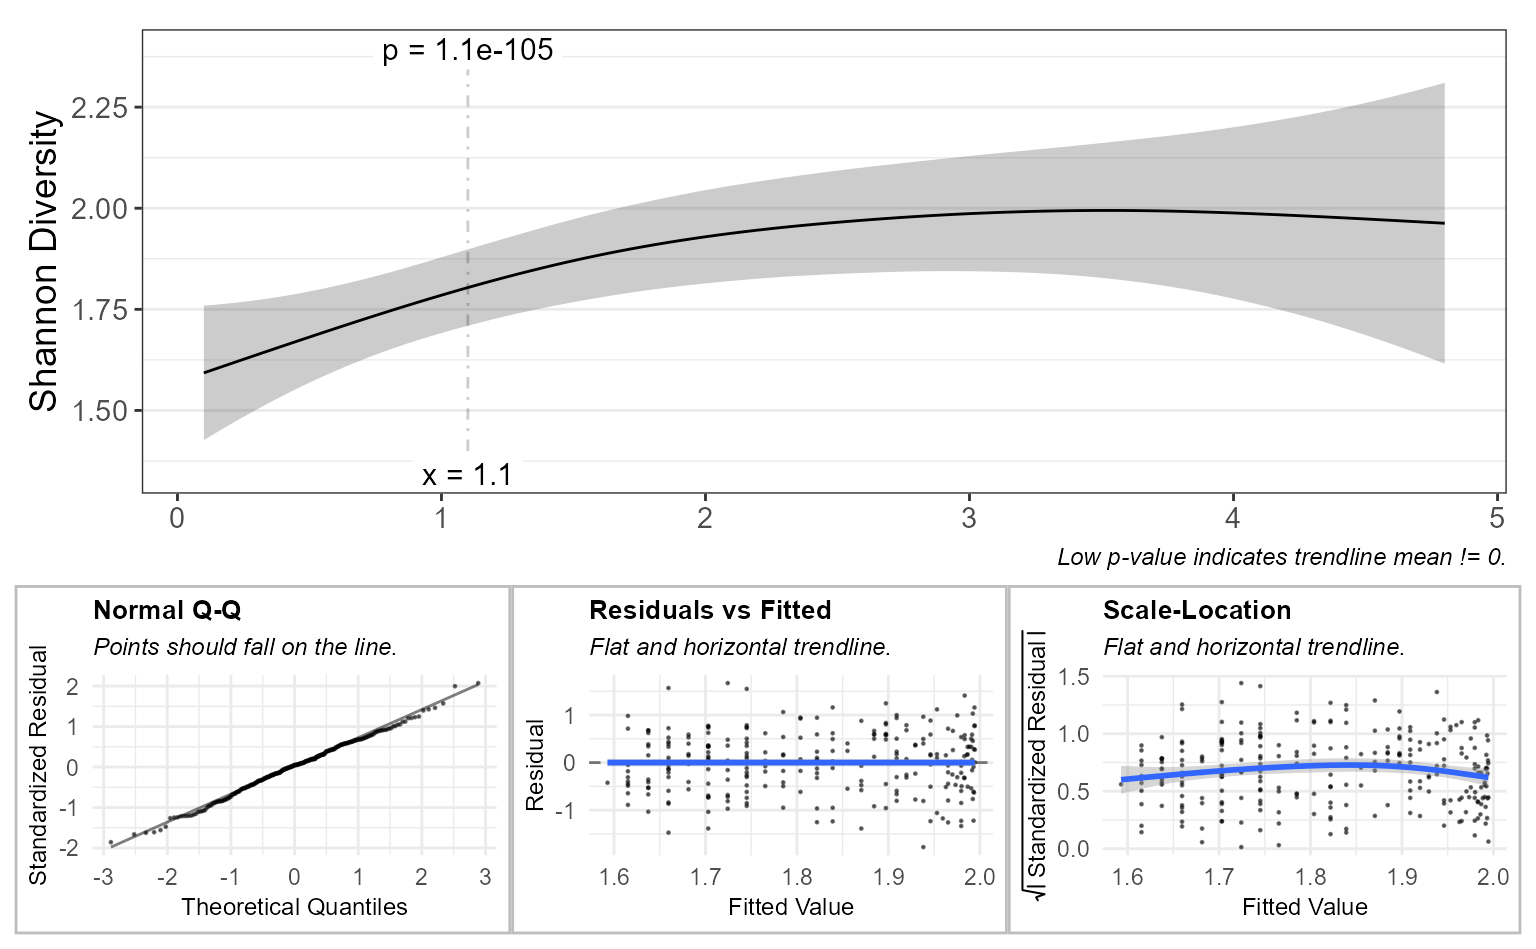 p = 1.1e-105
Shannon Diversity
2.25
2.00
1.75
1.50
x = 1.1
0 1 2 3 4 5
Low p-value indicates trendline mean != 0.
Normal Q-Q
Points should fall on the line.
Standardized Residual
2
1
0
-1
-2
-3 -2 -1 0 1 2 3
Theoretical Quantiles
Residuals vs Fitted
Flat and horizontal trendline.
Residual
1
0
-1
1.6 1.7 1.8 1.9 2.0
Fitted Value
Scale-Location
Flat and horizontal trendline.
√| Standardized Residual |
1.5
1.0
0.5
0.0
1.6 1.7 1.8 1.9 2.0
Fitted Value